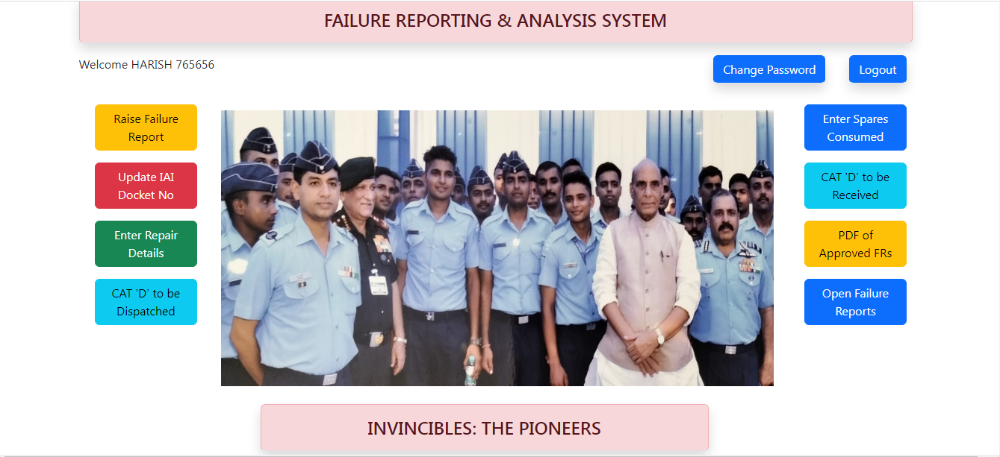 FAILURE REPORTING & ANALYSIS SYSTEM
Welcome HARISH 765656
Change Password
Logout
Raise Failure
Report
Update IAI
Docket No
Enter Repair
Details
CAT 'D' to be
Dispatched
Enter Spares
Consumed
CAT 'D' to be
Received
PDF of
Approved FRs
Open Failure
Reports
INVINCIBLES: THE PIONEERS